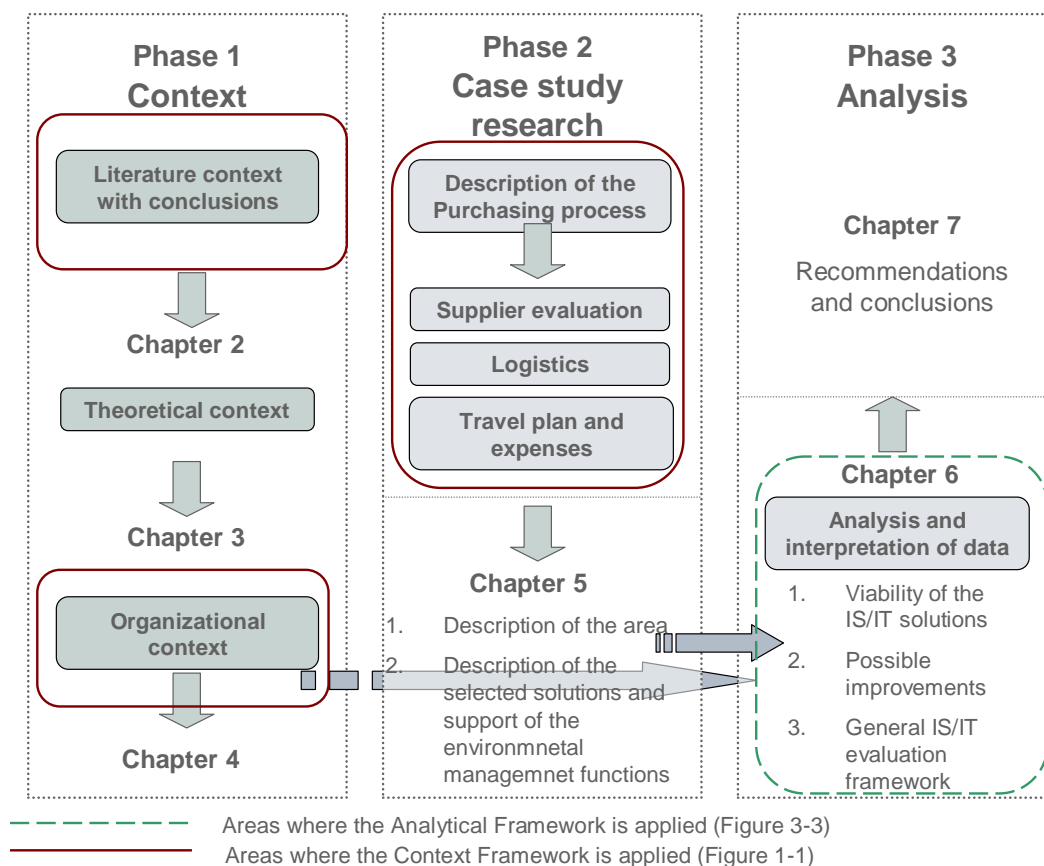 Phase 1
Context
Literature context
with conclusions
Chapter 2
Theoretical context
Chapter 3
Organizational
context
Chapter 4
Phase 2
Case study
research
Description of the
Purchasing process
Supplier evaluation
Logistics
Travel plan and
expenses
Chapter 5
1. Description of the area
2. Description of the
selected solutions and
support of the
environmnetal
managemnet functions
Phase 3
Analysis
Chapter 7
Recommendations
and conclusions
Chapter 6
Analysis and
interpretation of data
1. Viability of the
IS/IT solutions
2. Possible
improvements
3. General IS/IT
evaluation
framework
Areas where the Analytical Framework is applied (Figure 3-3)
Areas where the Context Framework is applied (Figure 1-1)